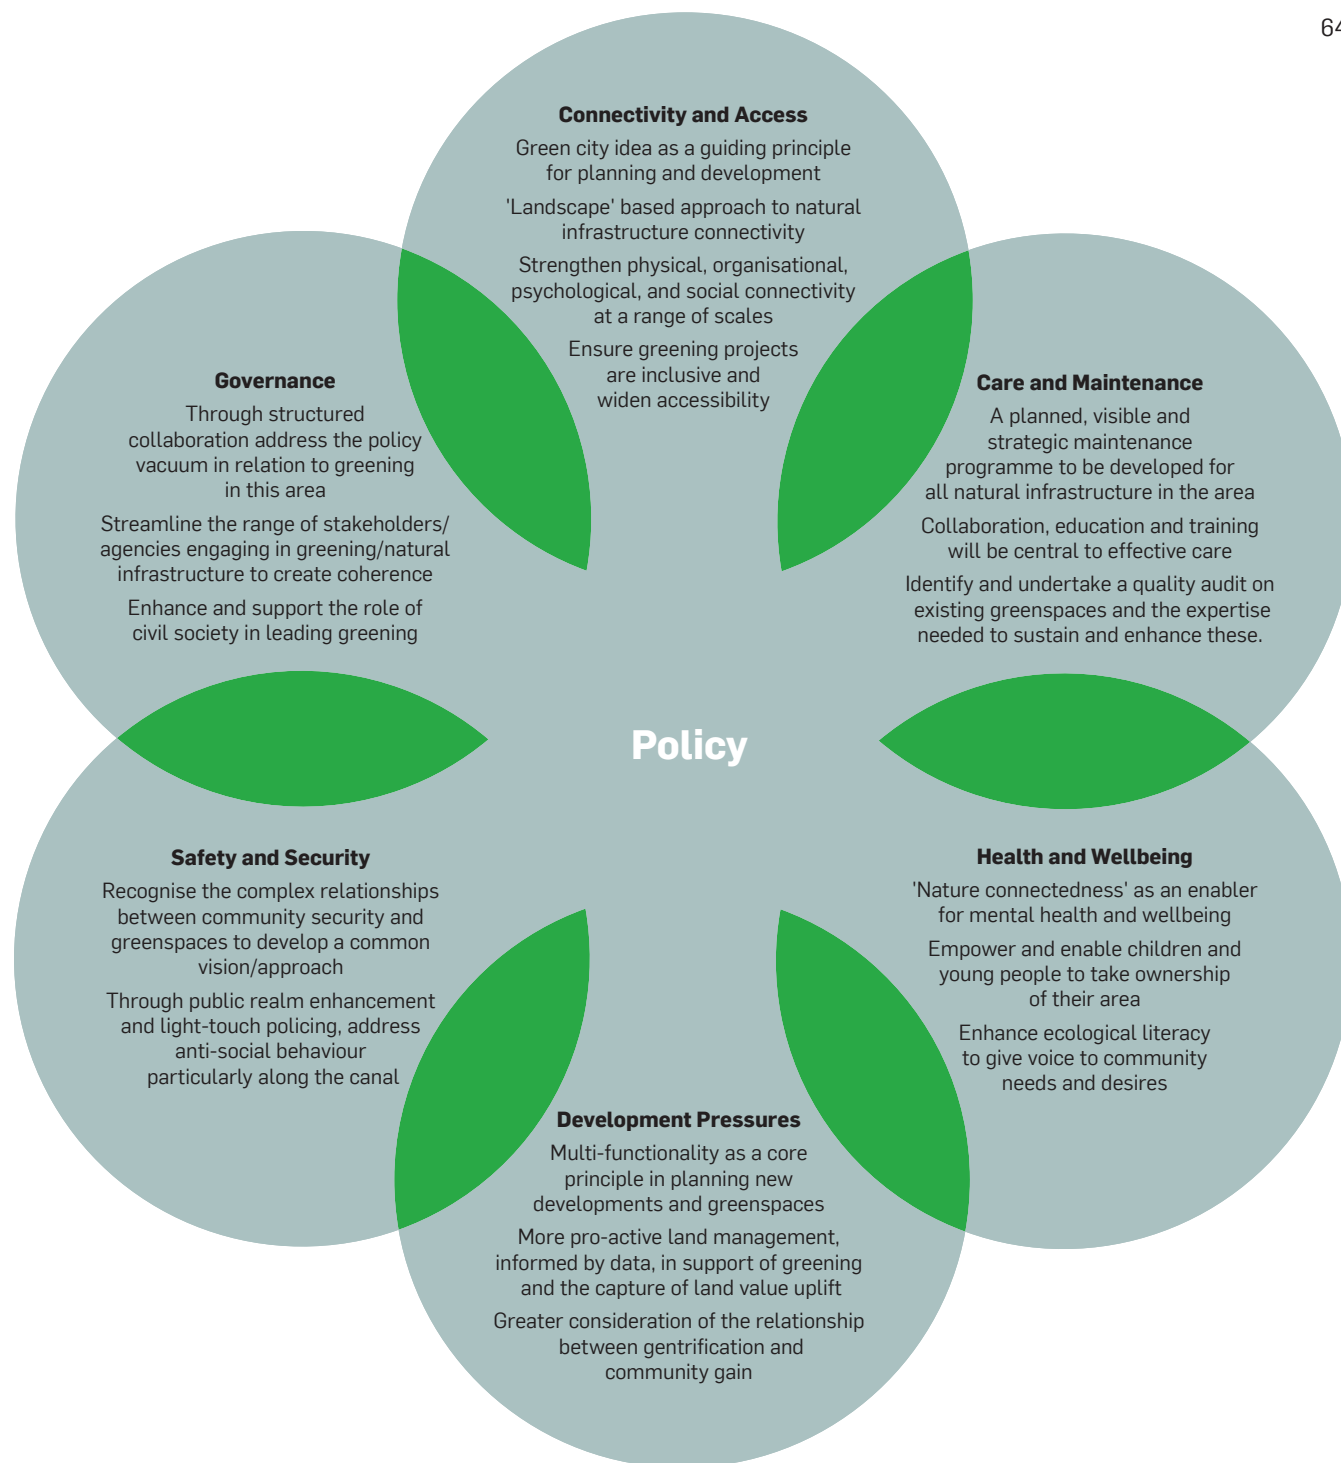 64
Connectivity and Access
Green city idea as a guiding principle
for planning and development
'Landscape' based approach to natural
infrastructure connectivity
Strengthen physical, organisational,
psychological, and social connectivity
at a range of scales
Ensure greening projects
are inclusive and
widen accessibility
Governance
Through structured
collaboration address the policy
vacuum in relation to greening
in this area
Streamline the range of stakeholders/
agencies engaging in greening/natural
infrastructure to create coherence
Enhance and support the role of
civil society in leading greening
Care and Maintenance
A planned, visible and
strategic maintenance
programme to be developed for
all natural infrastructure in the area
Collaboration, education and training
will be central to effective care
Identify and undertake a quality audit on
existing greenspaces and the expertise
needed to sustain and enhance these.
Policy
Safety and Security
Recognise the complex relationships
between community security and
greenspaces to develop a common
vision/approach
Through public realm enhancement
and light-touch policing, address
anti-social behaviour
particularly along the canal
Health and Wellbeing
'Nature connectedness' as an enabler
for mental health and wellbeing
Empower and enable children and
young people to take ownership
of their area
Enhance ecological literacy
to give voice to community
needs and desires
Development Pressures
Multi-functionality as a core
principle in planning new
developments and greenspaces
More pro-active land management,
informed by data, in support of greening
and the capture of land value uplift
Greater consideration of the relationship
between gentrification and
community gain